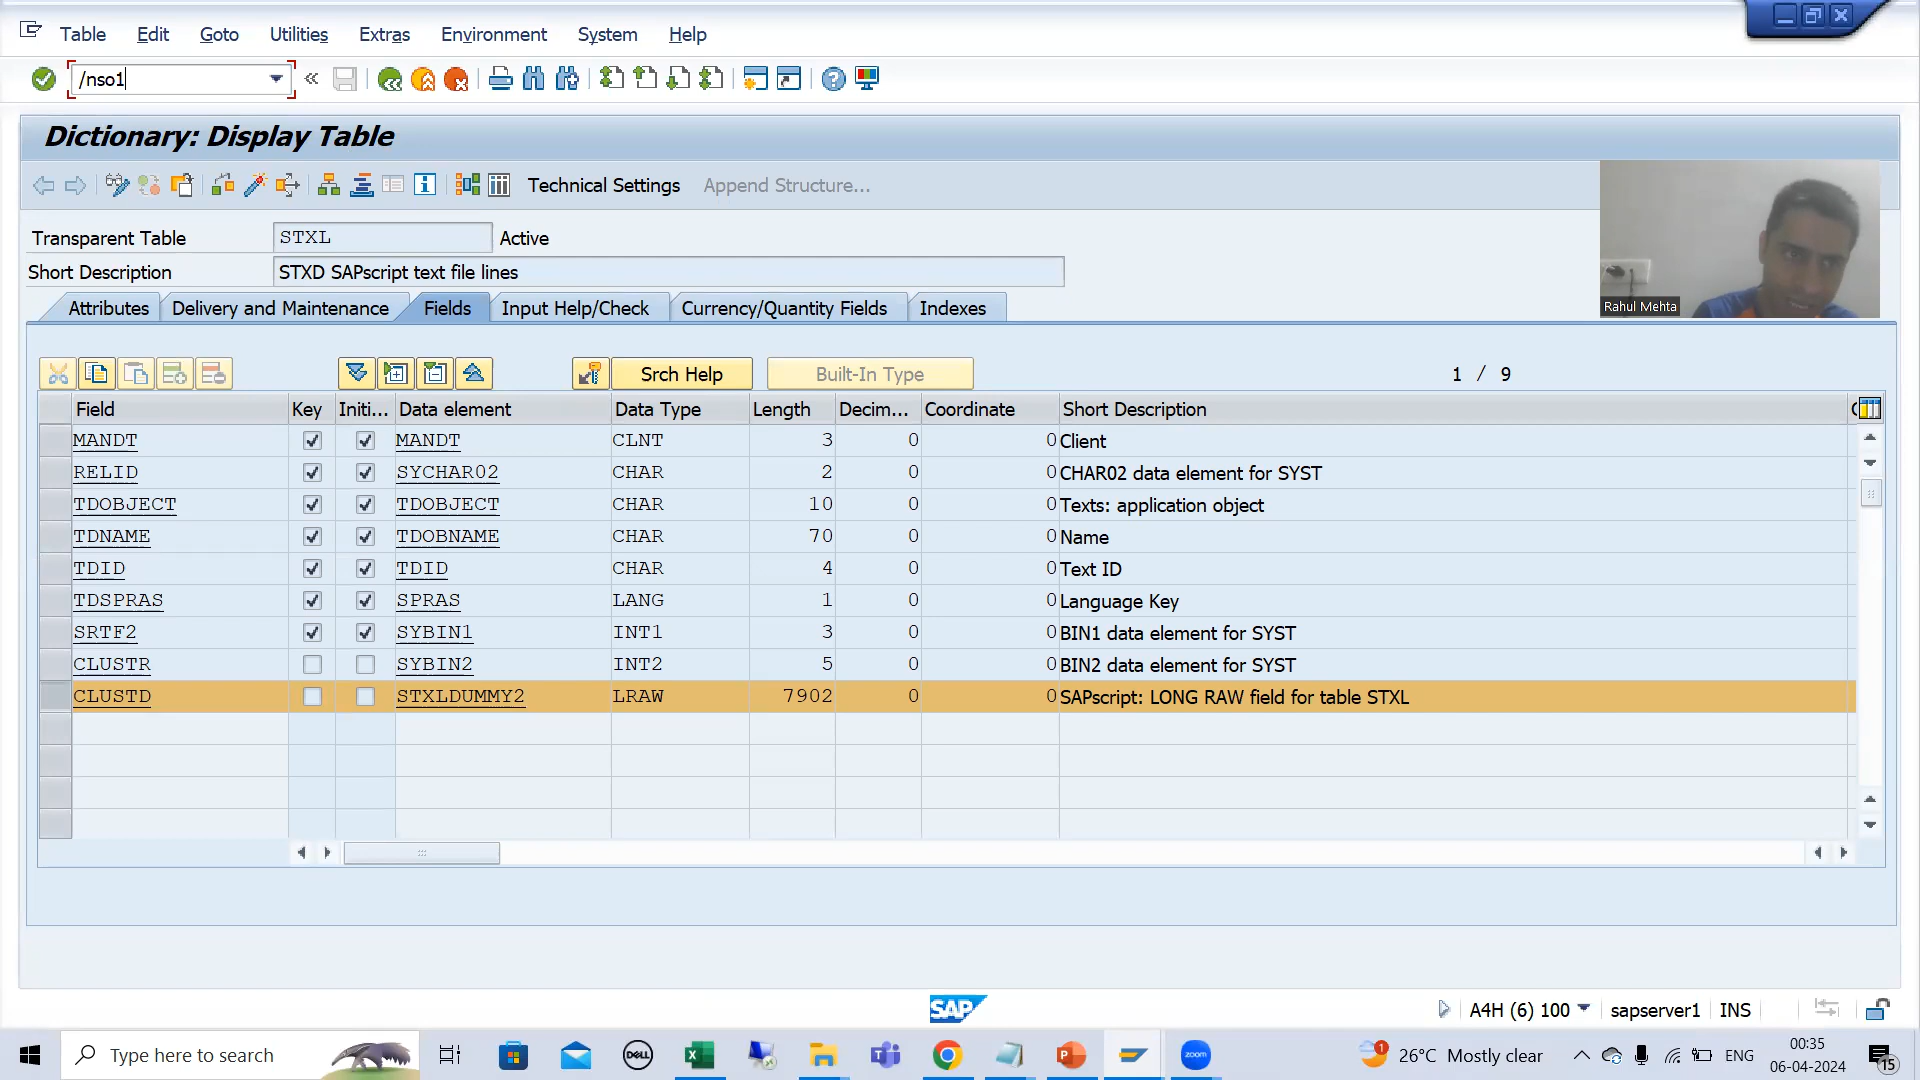 Table Edit Goto Utilities Extras Environment System Help
/nso1
Dictionary: Display Table
Technical Settings Append Structure...
Transparent Table STXL Active
Short Description STXD SAPscript text file lines
Rahul Mehta
Attributes Delivery and Maintenance Fields Input Help/Check Currency/Quantity Fields Indexes
Srch Help Built-In Type 1 / 9
Field Key Initi... Data element Data Type Length Decim... Coordinate Short Description
MANDT MANDT CLNT 3 0 0 Client
RELID SYCHAR02 CHAR 2 0 0 CHAR02 data element for SYST
TDOBJECT TDOBJECT CHAR 10 0 0 Texts: application object
TDNAME TDOBNAME CHAR 70 0 0 Name
TDID TDID CHAR 4 0 0 Text ID
TDSPRAS SPRAS LANG 1 0 0 Language Key
SRTF2 SYBIN1 INT1 3 0 0 BIN1 data element for SYST
CLUSTR SYBIN2 INT2 5 0 0 BIN2 data element for SYST
CLUSTD STXLDUMMY2 LRAW 7902 0 0 SAPscript: LONG RAW field for table STXL
SAP
A4H (6) 100 sapserver1 INS
Type here to search
DELL
zoom
1
26°C Mostly clear
ENG
00:35
06-04-2024
15